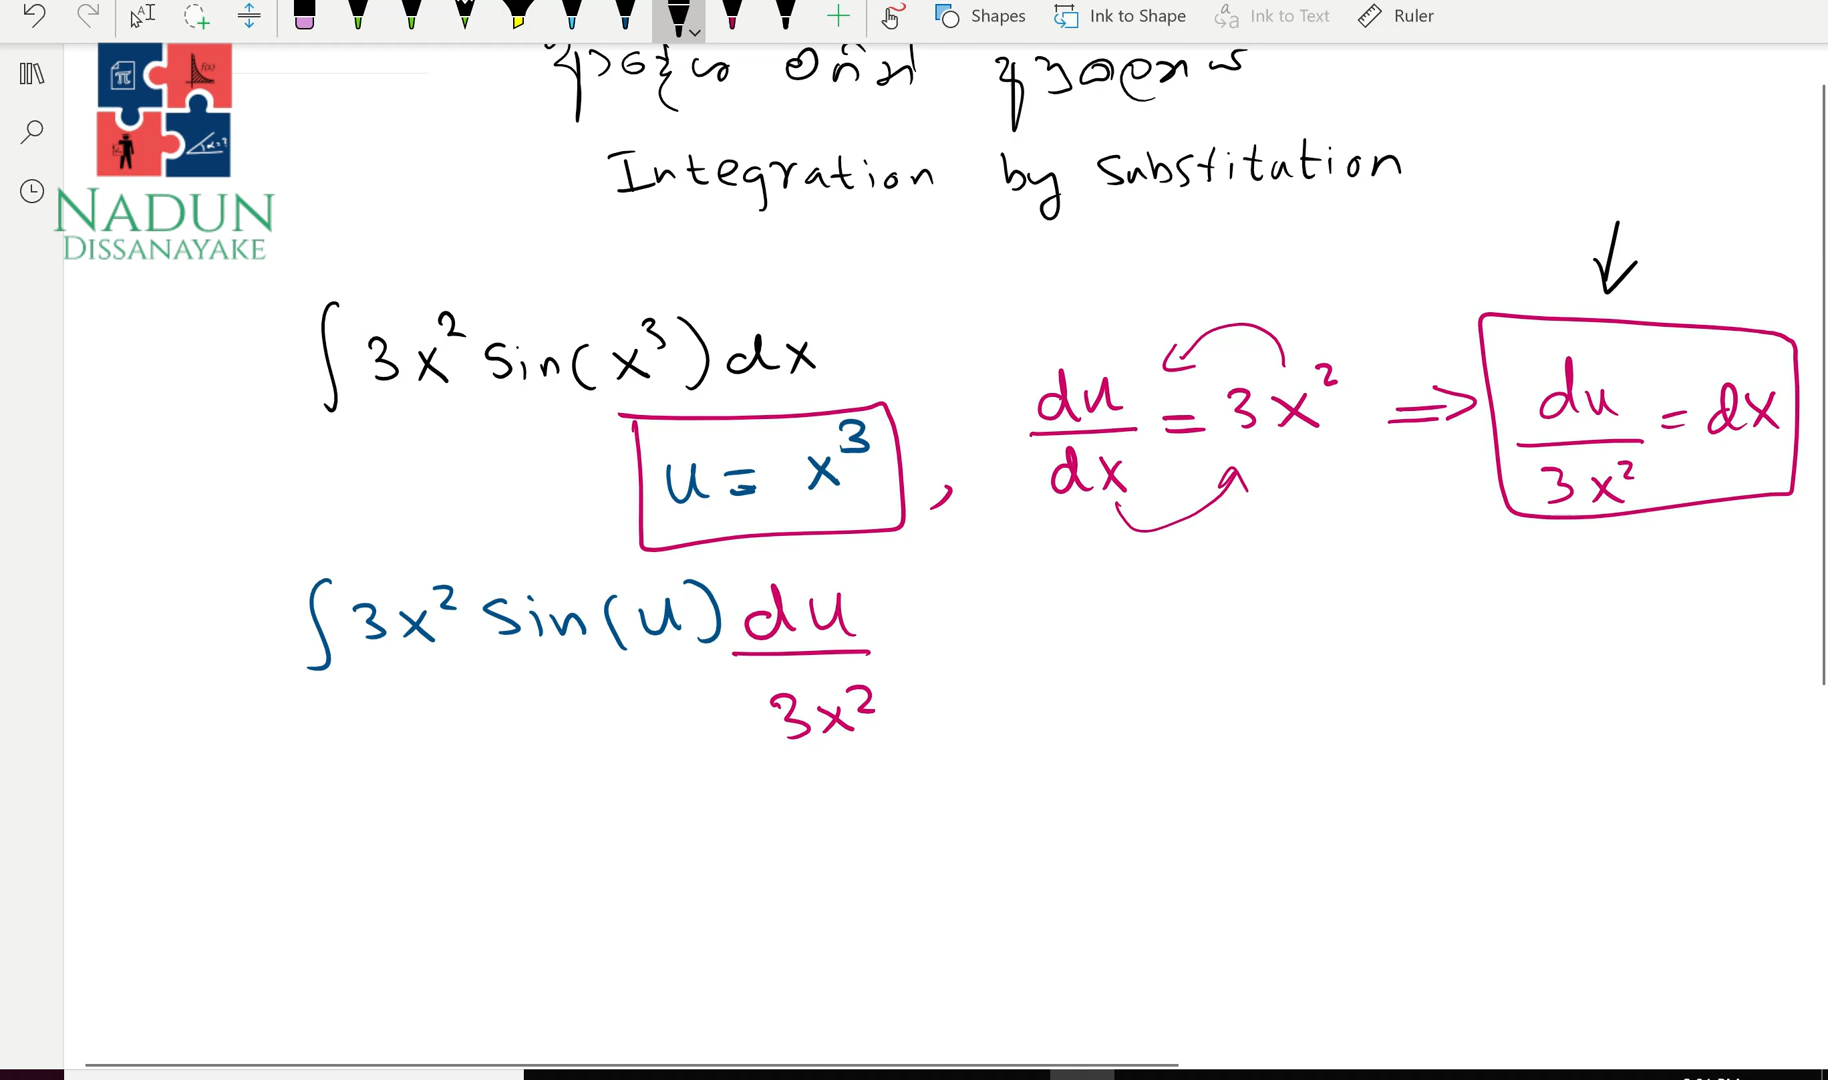 Shapes Ink to Shape Ink to Text Ruler
Integration by Substitation
NADUN
DISSANAYAKE
∫ 3x² sin(x³) dx
u = x³ , du/dx = 3x² ⇒ du/3x² = dx
∫ 3x² sin(u) du/3x²